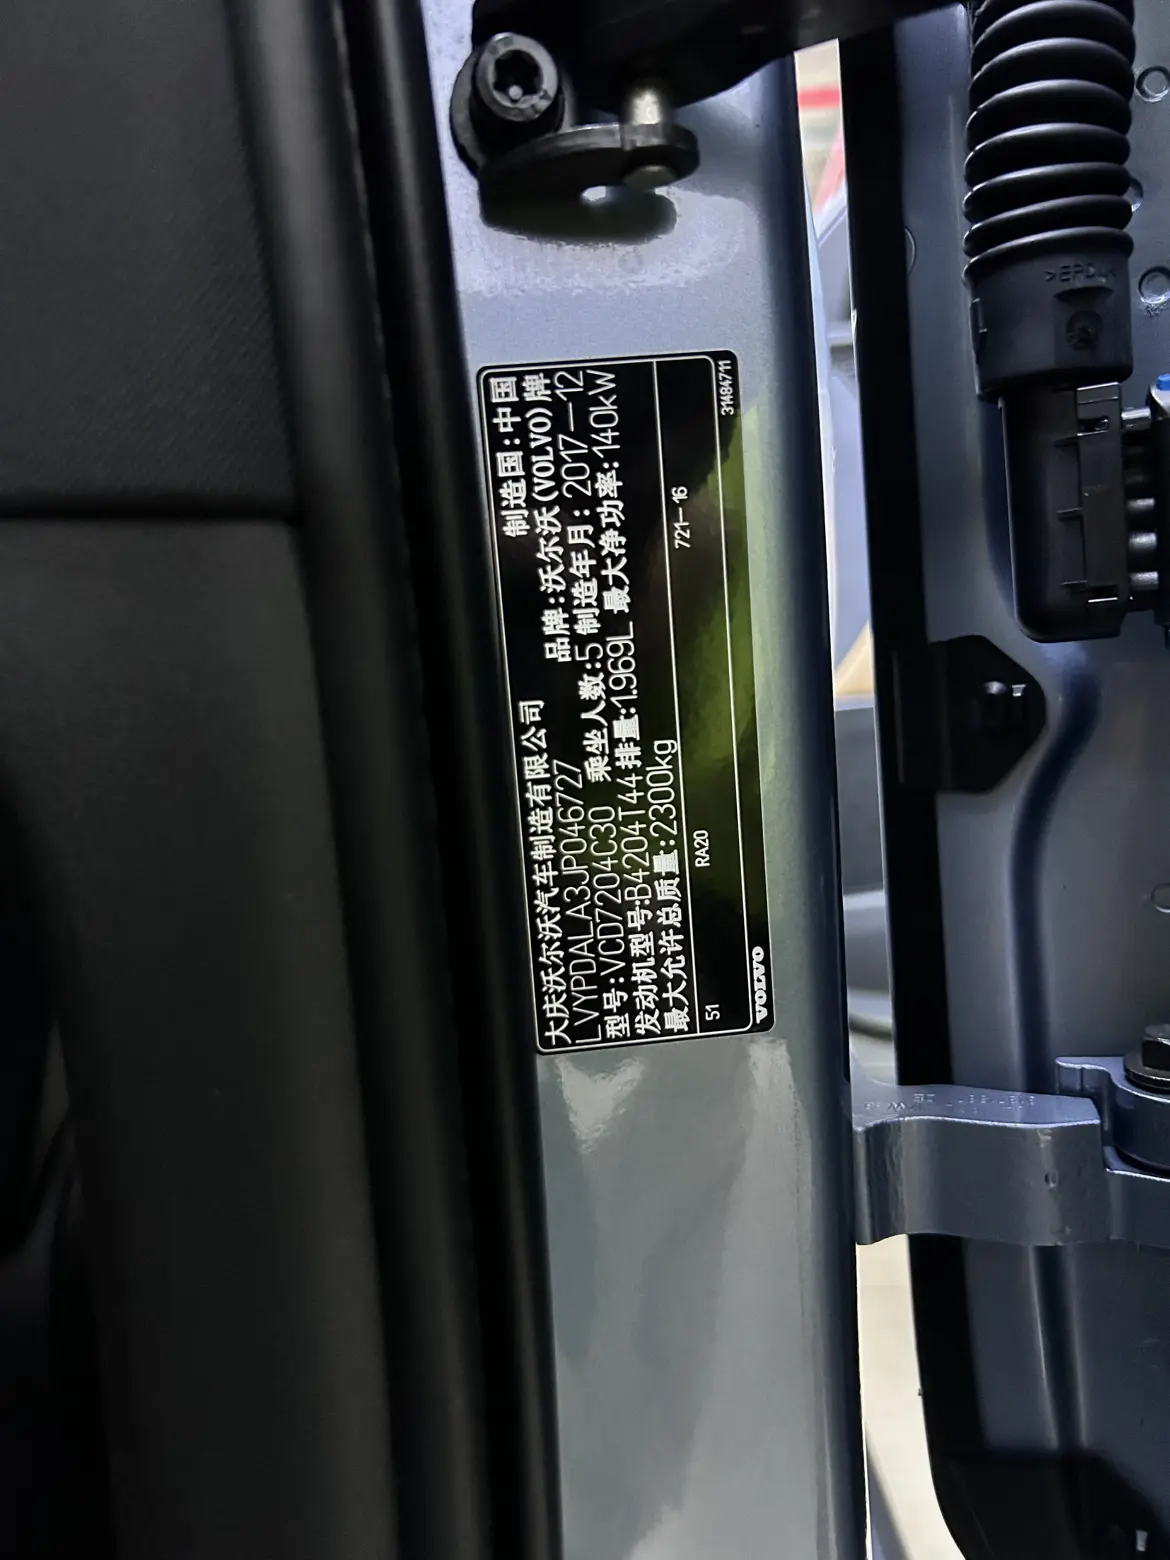 大庆沃尔沃汽车制造有限公司 制造国:中国
LVYPDALA3JP046727 品牌:沃尔沃(VOLVO)牌
型号:VCD7204C30 乘坐人数:5 制造年月:2017-12
发动机型号:B4204T44 排量:1.969L 最大净功率:140kW
最大允许总质量:2300kg
51 RA20 721-16
VOLVO 31484711